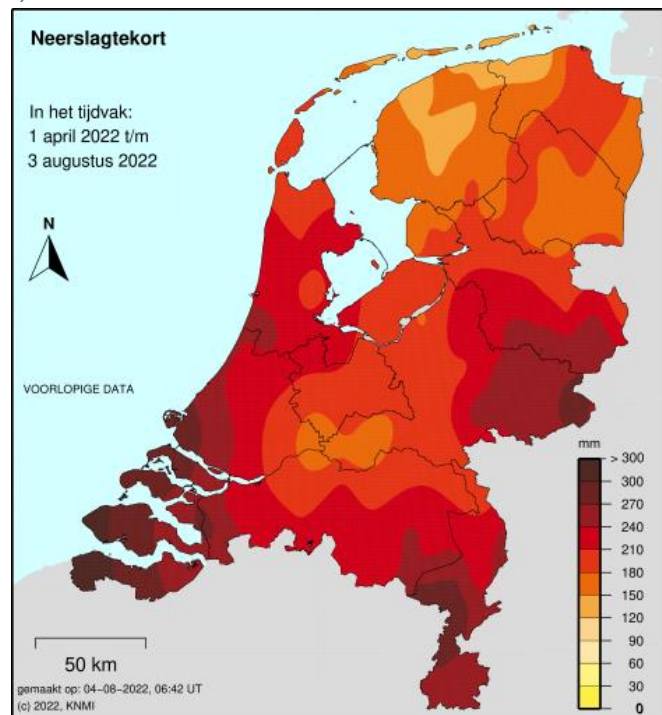 Neerslagtekort
In het tijdvak:
1 april 2022 t/m
3 augustus 2022
N
VOORLOPIGE DATA
mm
> 300
300
270
240
210
180
150
120
90
60
30
0
50 km
gemaakt op: 04-08-2022, 06:42 UT
(c) 2022, KNMI